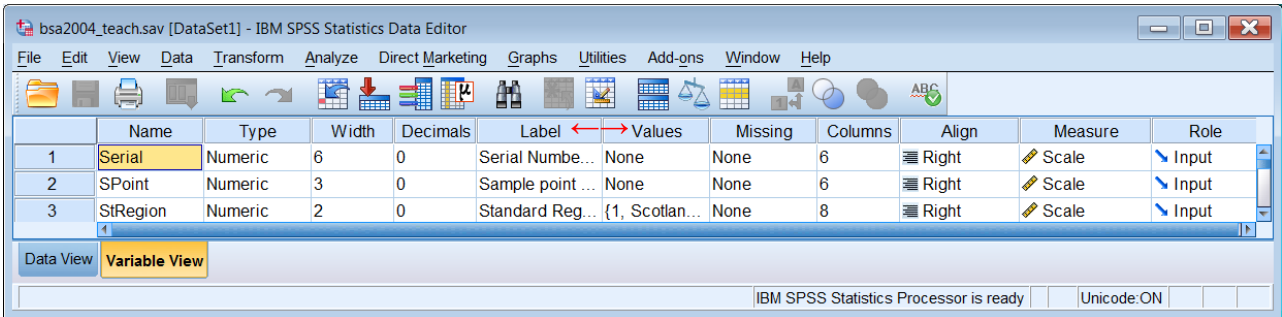 bsa2004_teach.sav [DataSet1] - IBM SPSS Statistics Data Editor
File Edit View Data Transform Analyze Direct Marketing Graphs Utilities Add-ons Window Help
A 1 4 µ ABC
Name Type Width Decimals Label Values Missing Columns Align Measure Role
1 Serial Numeric 6 0 Serial Numbe... None None 6 Right Scale Input
2 SPoint Numeric 3 0 Sample point ... None None 6 Right Scale Input
3 StRegion Numeric 2 0 Standard Reg... {1, Scotlan... None 8 Right Scale Input
Data View Variable View
IBM SPSS Statistics Processor is ready Unicode:ON